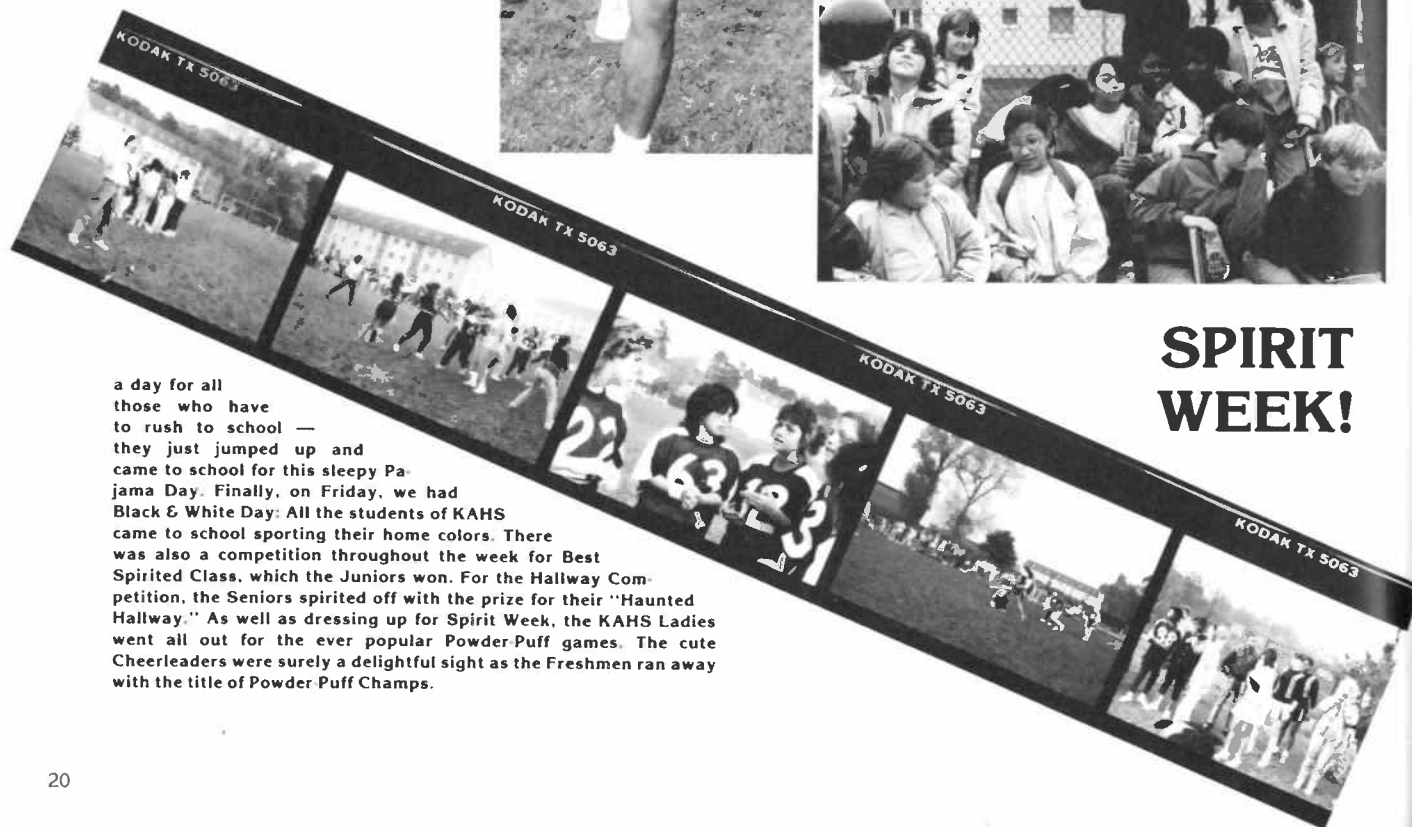 KODAK TX 5063
KODAK TX 5063
KODAK TX 5063
KODAK TX 5063
22
63
12
31
SPIRIT
WEEK!
a day for all
those who have
to rush to school —
they just jumped up and
came to school for this sleepy Pa-
jama Day. Finally, on Friday, we had
Black & White Day: All the students of KAHS
came to school sporting their home colors. There
was also a competition throughout the week for Best
Spirited Class, which the Juniors won. For the Hallway Com-
petition, the Seniors spirited off with the prize for their "Haunted
Hallway." As well as dressing up for Spirit Week, the KAHS Ladies
went all out for the ever popular Powder-Puff games. The cute
Cheerleaders were surely a delightful sight as the Freshmen ran away
with the title of Powder-Puff Champs.
20